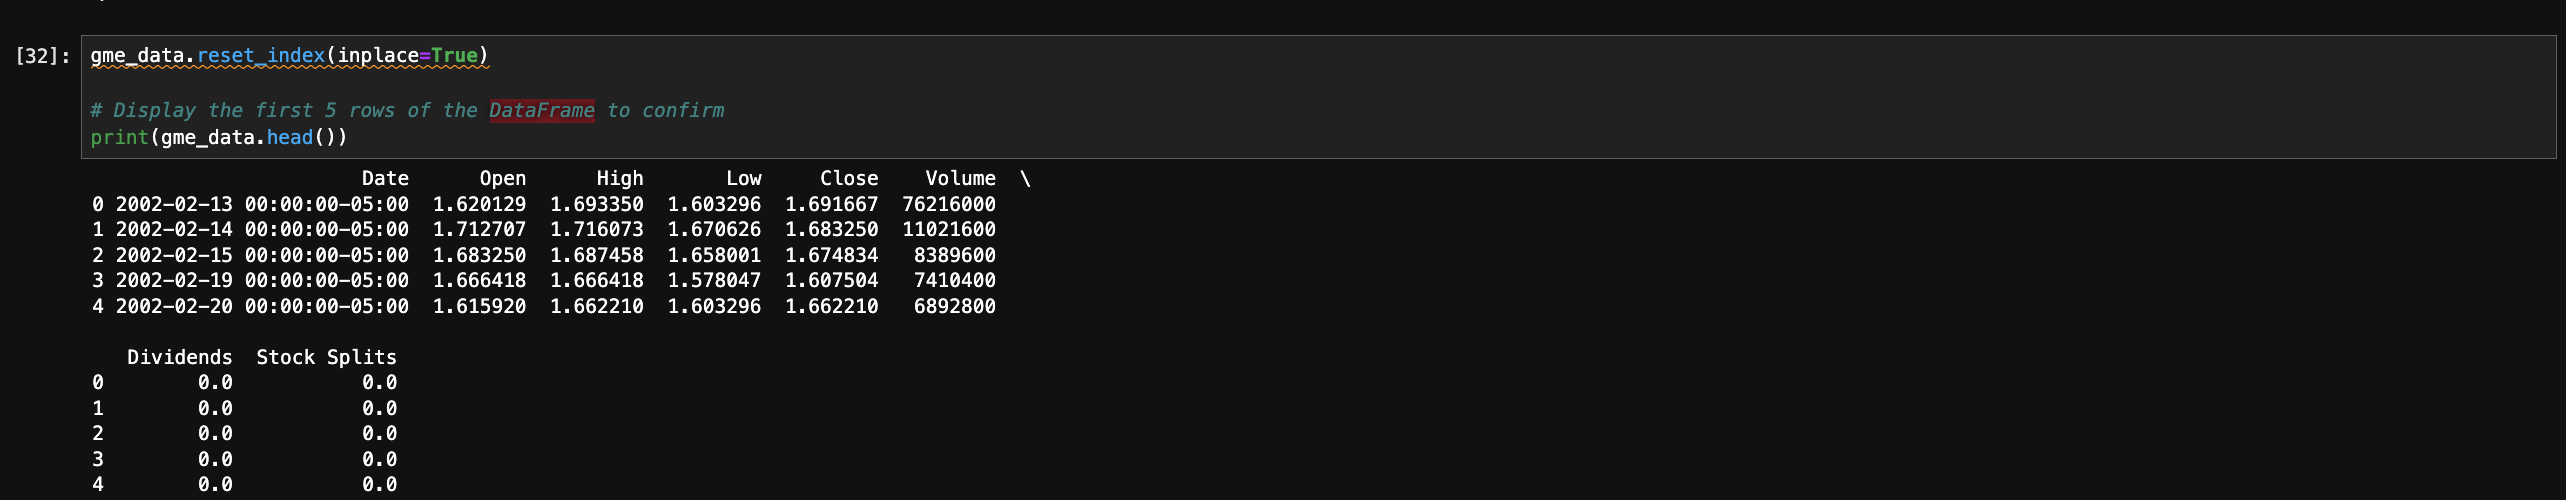 [32]: gme_data.reset_index(inplace=True)
# Display the first 5 rows of the DataFrame to confirm
print(gme_data.head())
Date Open High Low Close Volume \
0 2002-02-13 00:00:00-05:00 1.620129 1.693350 1.603296 1.691667 76216000
1 2002-02-14 00:00:00-05:00 1.712707 1.716073 1.670626 1.683250 11021600
2 2002-02-15 00:00:00-05:00 1.683250 1.687458 1.658001 1.674834 8389600
3 2002-02-19 00:00:00-05:00 1.666418 1.666418 1.578047 1.607504 7410400
4 2002-02-20 00:00:00-05:00 1.615920 1.662210 1.603296 1.662210 6892800
Dividends Stock Splits
0 0.0 0.0
1 0.0 0.0
2 0.0 0.0
3 0.0 0.0
4 0.0 0.0